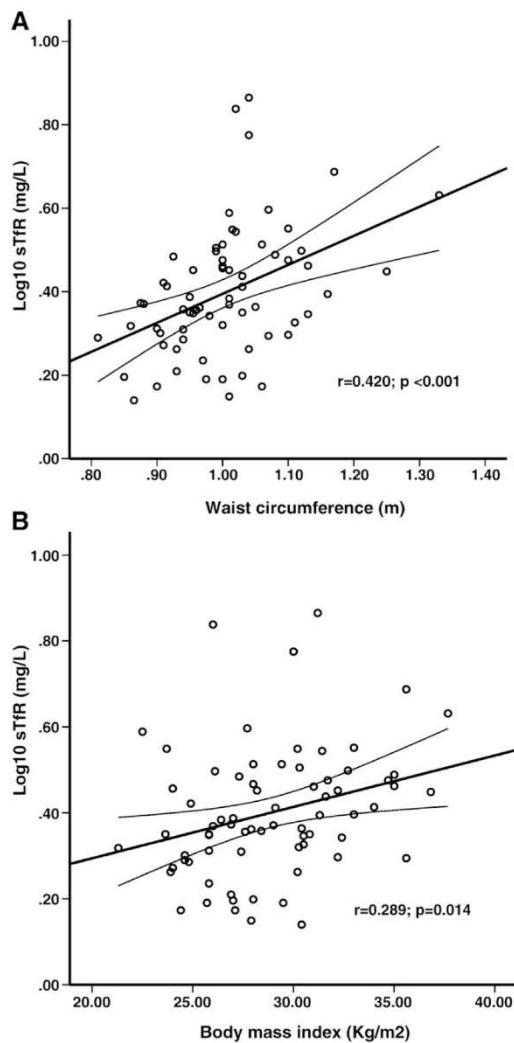 A
1.00
.80
.60
.40
.20
.00
Log10 sTfR (mg/L)
r=0.420; p <0.001
.80 .90 1.00 1.10 1.20 1.30 1.40
Waist circumference (m)
B
1.00
.80
.60
.40
.20
.00
Log10 sTfR (mg/L)
r=0.289; p=0.014
20.00 25.00 30.00 35.00 40.00
Body mass index (Kg/m2)